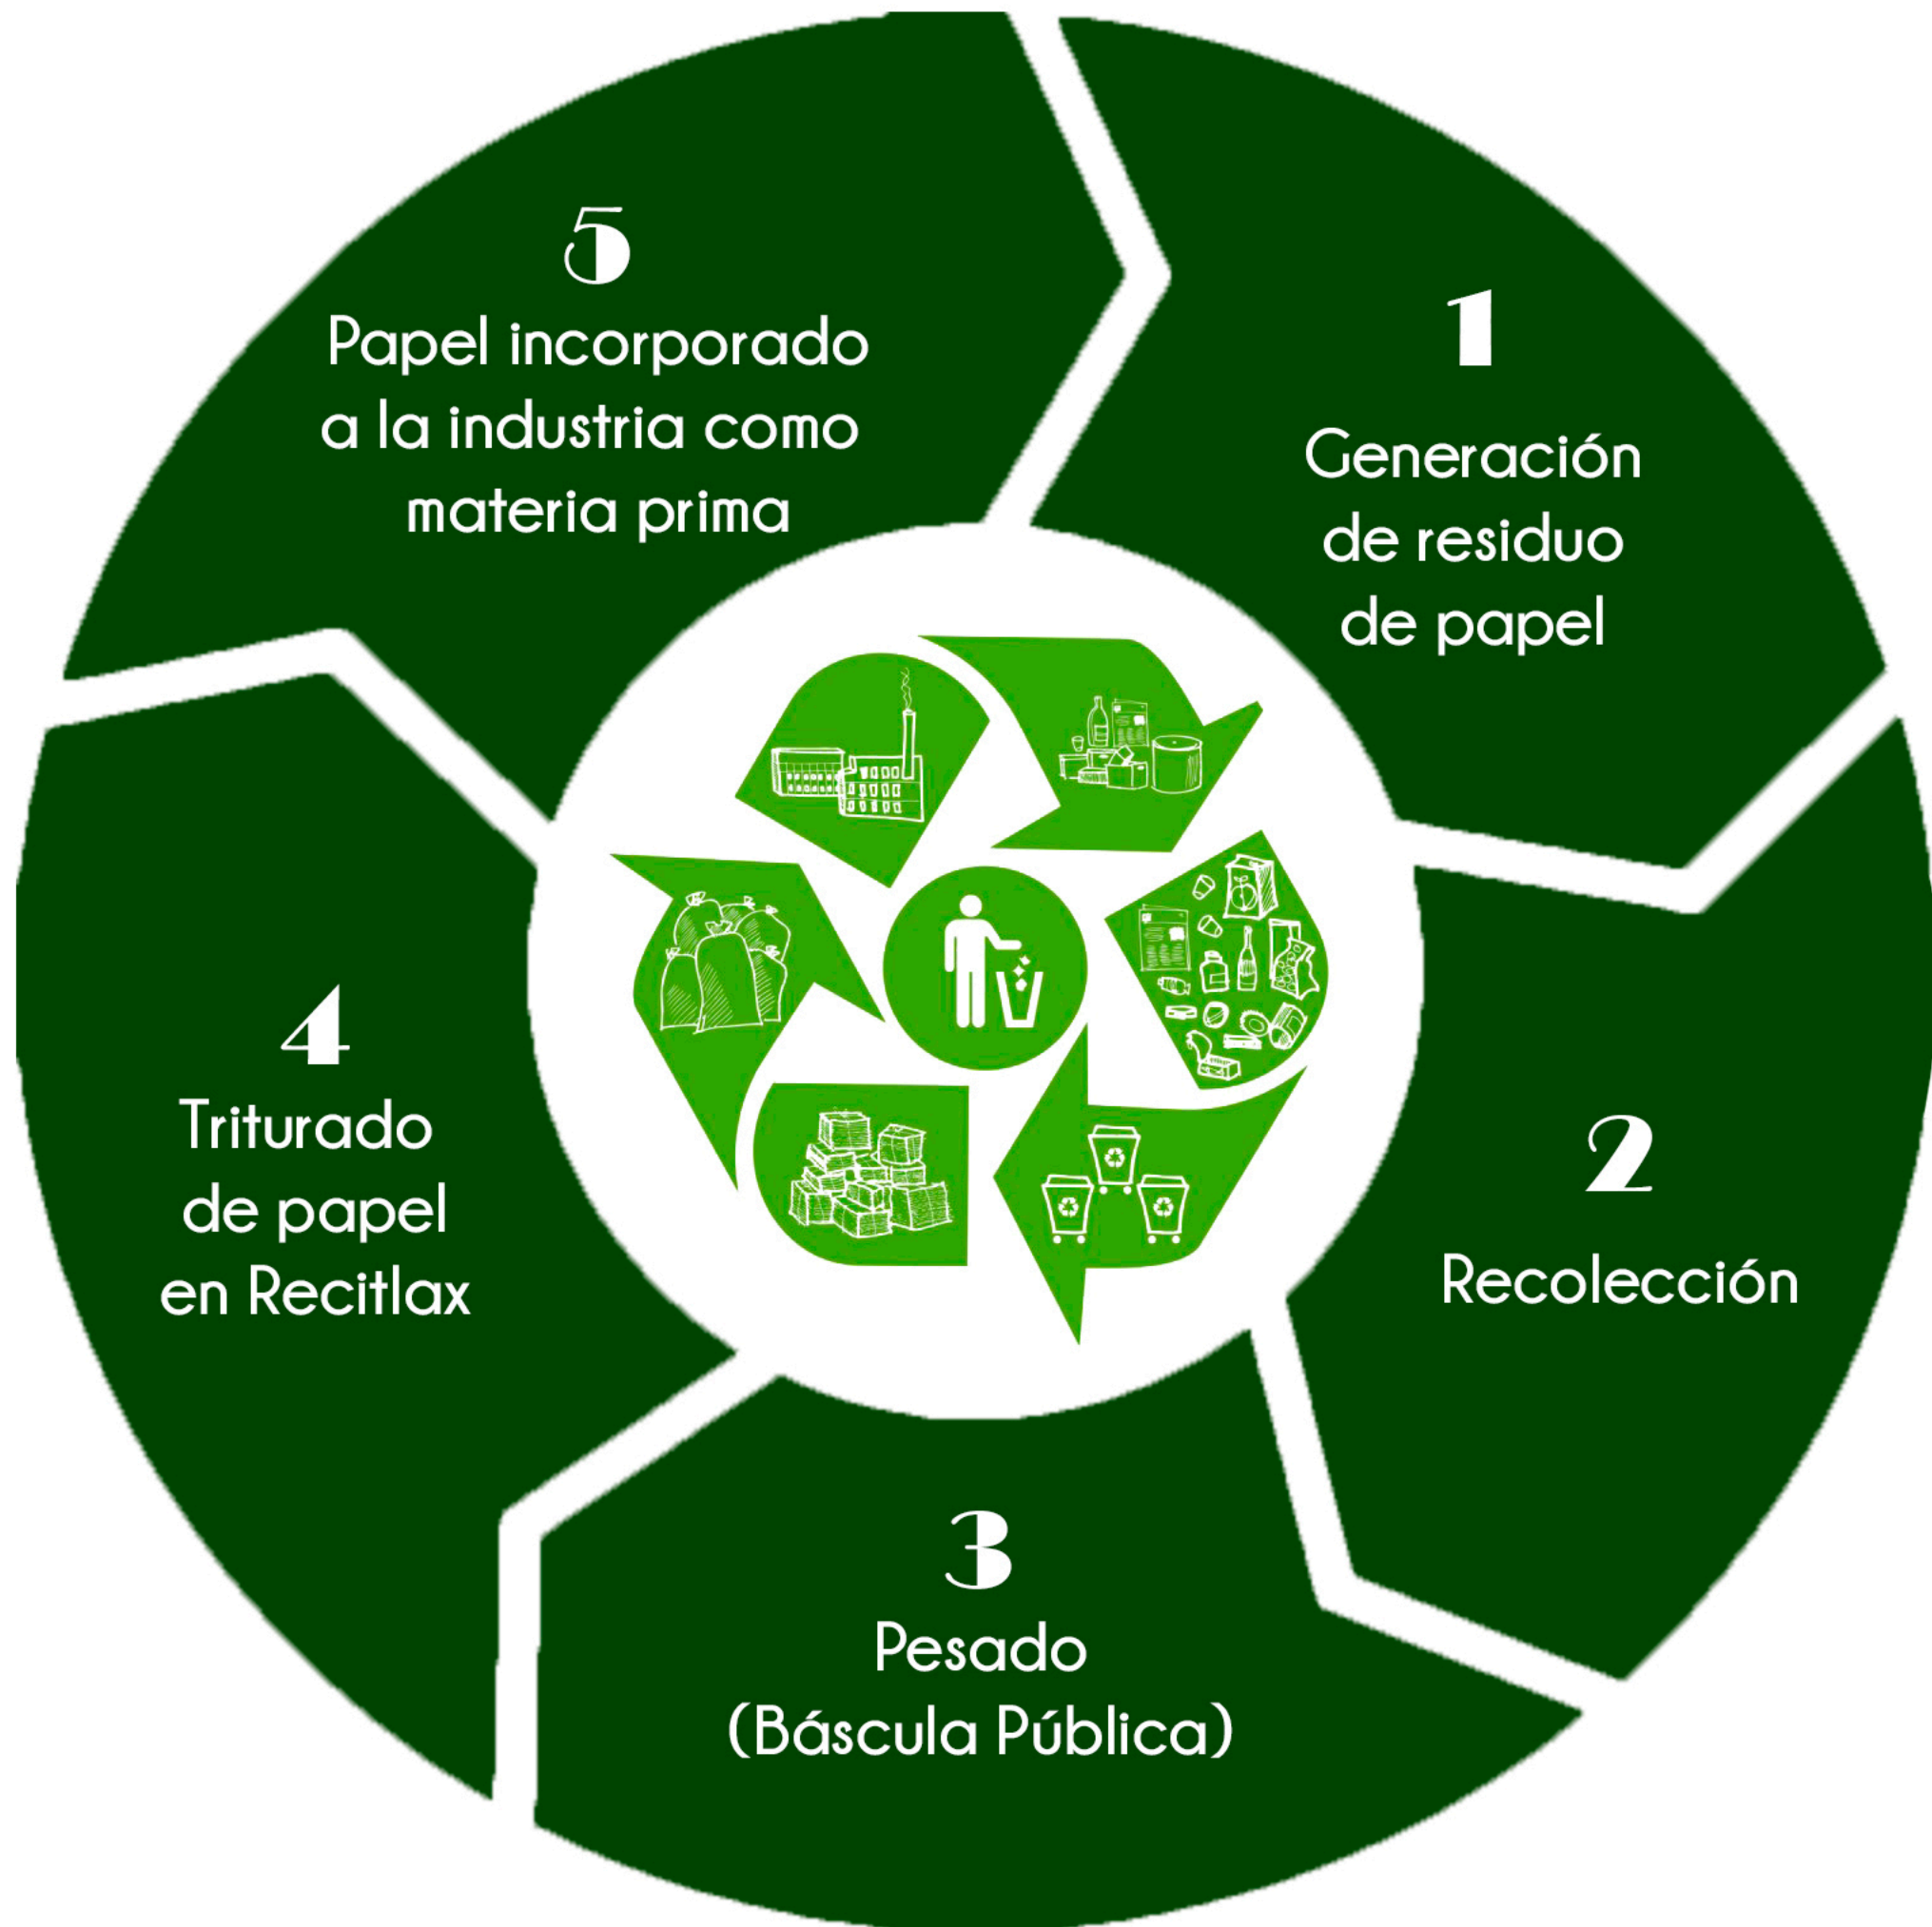 1
Generación
de residuo
de papel
2
Recolección
3
Pesado
(Báscula Pública)
4
Triturado
de papel
en Recitlax
5
Papel incorporado
a la industria como
materia prima